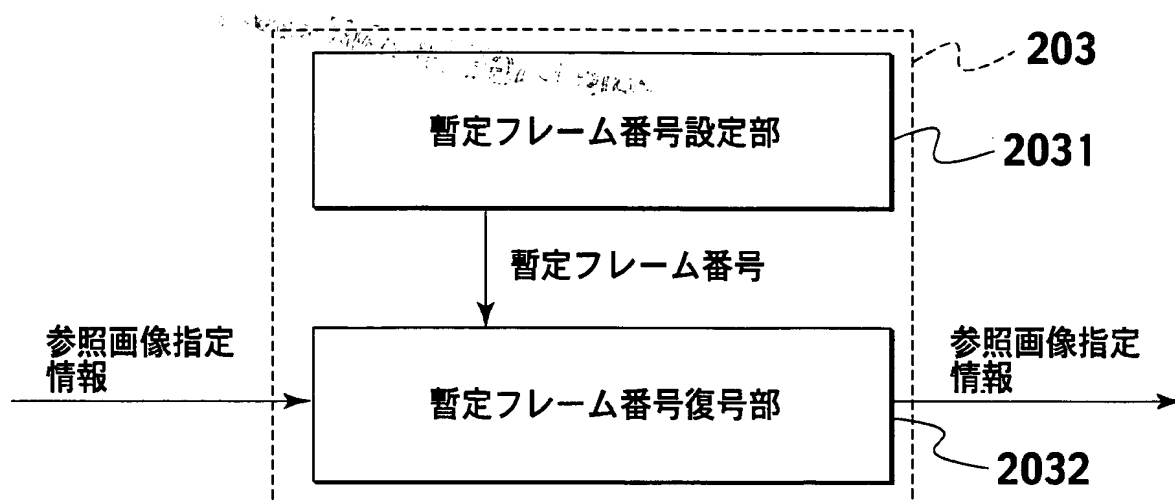 203
暫定フレーム番号設定部
2031
暫定フレーム番号
参照画像指定
情報
暫定フレーム番号復号部
参照画像指定
情報
2032